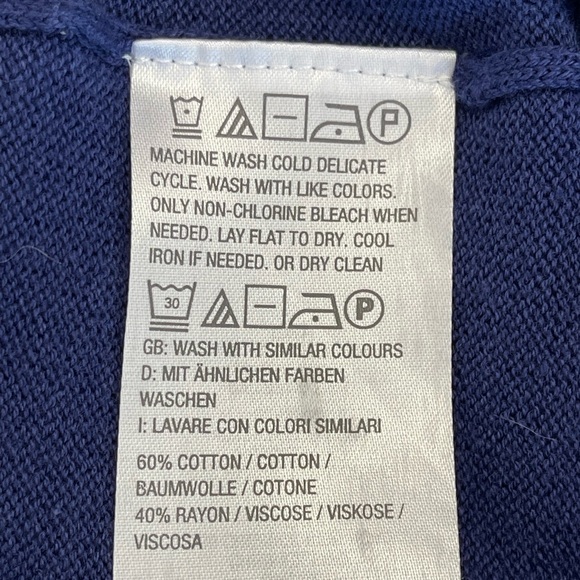 P
MACHINE WASH COLD DELICATE
CYCLE. WASH WITH LIKE COLORS.
ONLY NON-CHLORINE BLEACH WHEN
NEEDED. LAY FLAT TO DRY. COOL
IRON IF NEEDED. OR DRY CLEAN
30 P
GB: WASH WITH SIMILAR COLOURS
D: MIT ÄHNLICHEN FARBEN
WASCHEN
I: LAVARE CON COLORI SIMILARI
60% COTTON / COTTON /
BAUMWOLLE / COTONE
40% RAYON / VISCOSE / VISKOSE /
VISCOSA